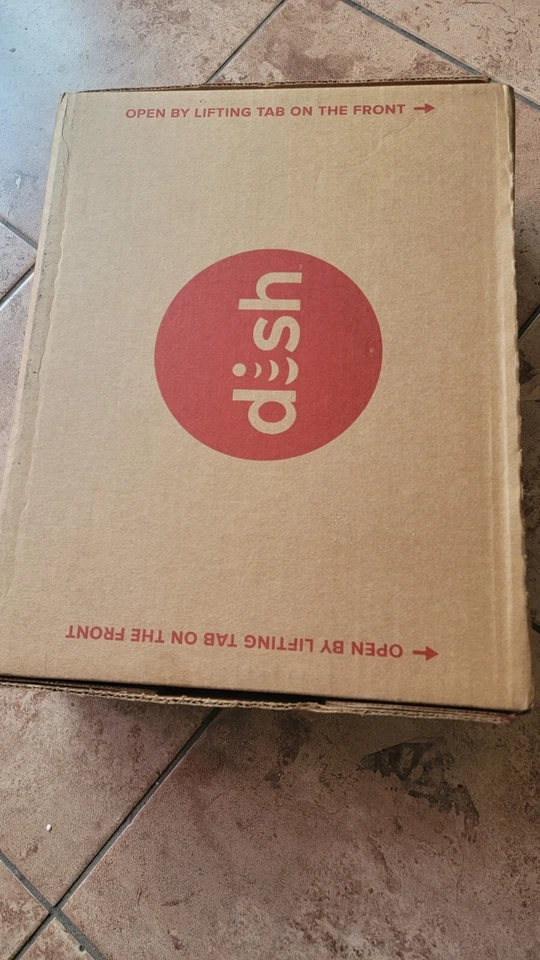 OPEN BY LIFTING TAB ON THE FRONT →
dish
OPEN BY LIFTING TAB ON THE FRONT →